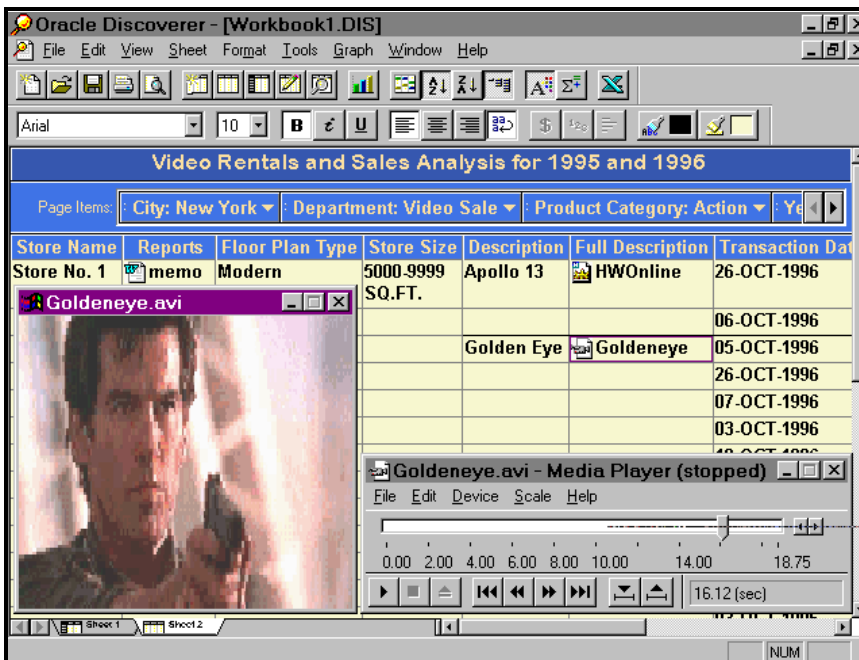 Oracle Discoverer - [Workbook1.DIS]
File Edit View Sheet Format Tools Graph Window Help
Arial 10 B i U $
Video Rentals and Sales Analysis for 1995 and 1996
Page Items: City: New York Department: Video Sale Product Category: Action Ye
Store Name Reports Floor Plan Type Store Size Description Full Description Transaction Dat
Store No. 1 memo Modern 5000-9999 Apollo 13 HWOnline 26-OCT-1996
SQ.FT.
06-OCT-1996
Golden Eye Goldeneye 05-OCT-1996
26-OCT-1996
07-OCT-1996
03-OCT-1996
Goldeneye.avi
Goldeneye.avi - Media Player (stopped)
File Edit Device Scale Help
0.00 2.00 4.00 6.00 8.00 10.00 14.00 18.75
16.12 (sec)
Sheet 1 Sheet 2
NUM